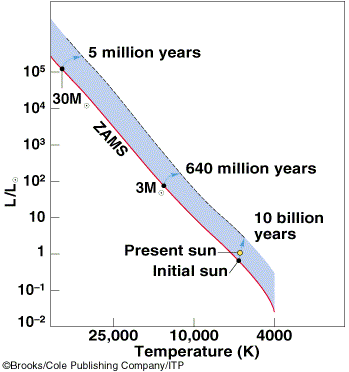 5 million years
10⁵
30M☉
10⁴
ZAMS
10³
L/L☉
640 million years
10²
3M☉
10
10 billion
years
Present sun
1
Initial sun
10⁻¹
10⁻²
25,000
10,000
4000
Temperature (K)
©Brooks/Cole Publishing Company/ITP